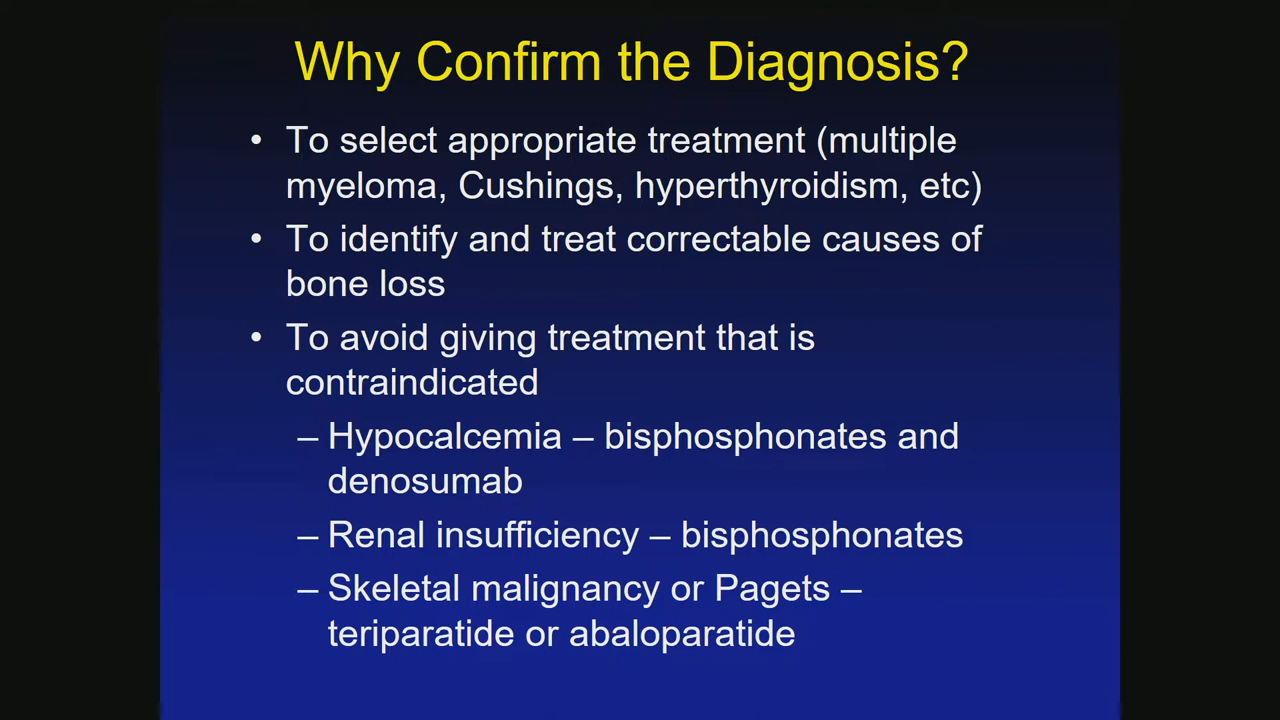 Why Confirm the Diagnosis?
• To select appropriate treatment (multiple
myeloma, Cushings, hyperthyroidism, etc)
• To identify and treat correctable causes of
bone loss
• To avoid giving treatment that is
contraindicated
– Hypocalcemia – bisphosphonates and
denosumab
– Renal insufficiency – bisphosphonates
– Skeletal malignancy or Pagets –
teriparatide or abaloparatide